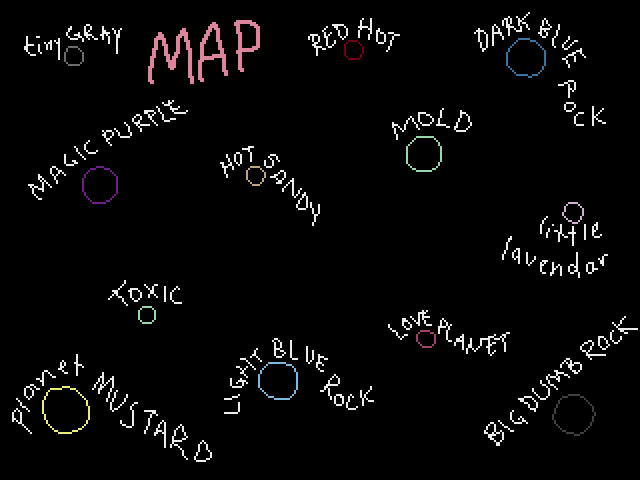 tiny GRAY
MAP
RED HOT
DARK BLUE ROCK
MAGIC PURPLE
HOT SANDY
MOLD
little
lavendar
TOXIC
LOVE PLANET
planet MUSTARD
LIGHT BLUE ROCK
BIG DUMB ROCK